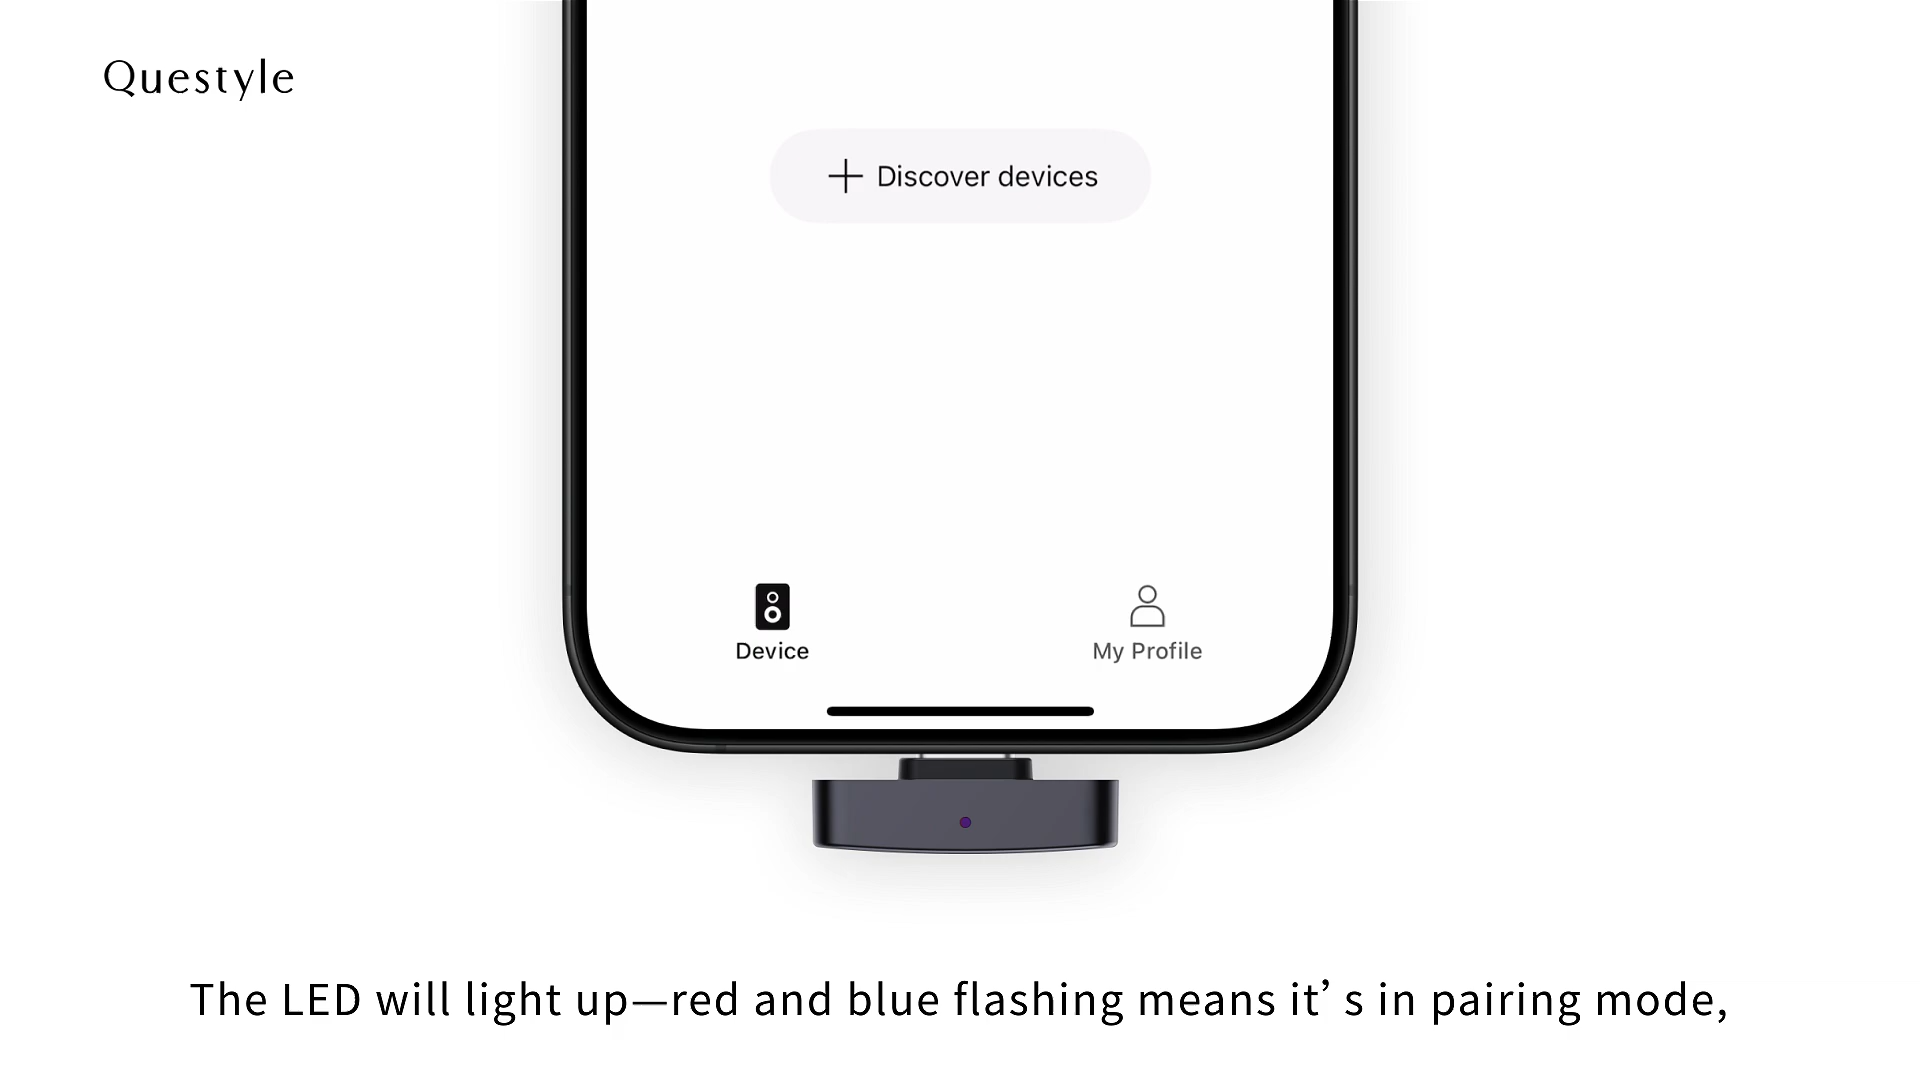 Questyle
Discover devices
Device
My Profile
The LED will light up—red and blue flashing means it’s in pairing mode,